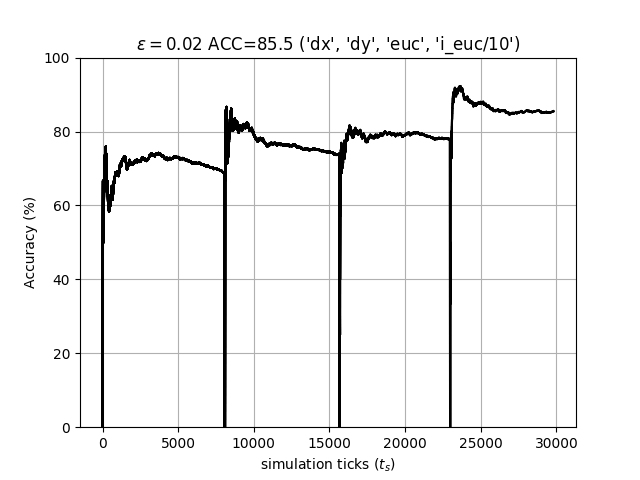 ε = 0.02 ACC=85.5 ('dx', 'dy', 'euc', 'i_euc/10')
100
80
60
40
20
0
Accuracy (%)
0 5000 10000 15000 20000 25000 30000
simulation ticks (tₛ)